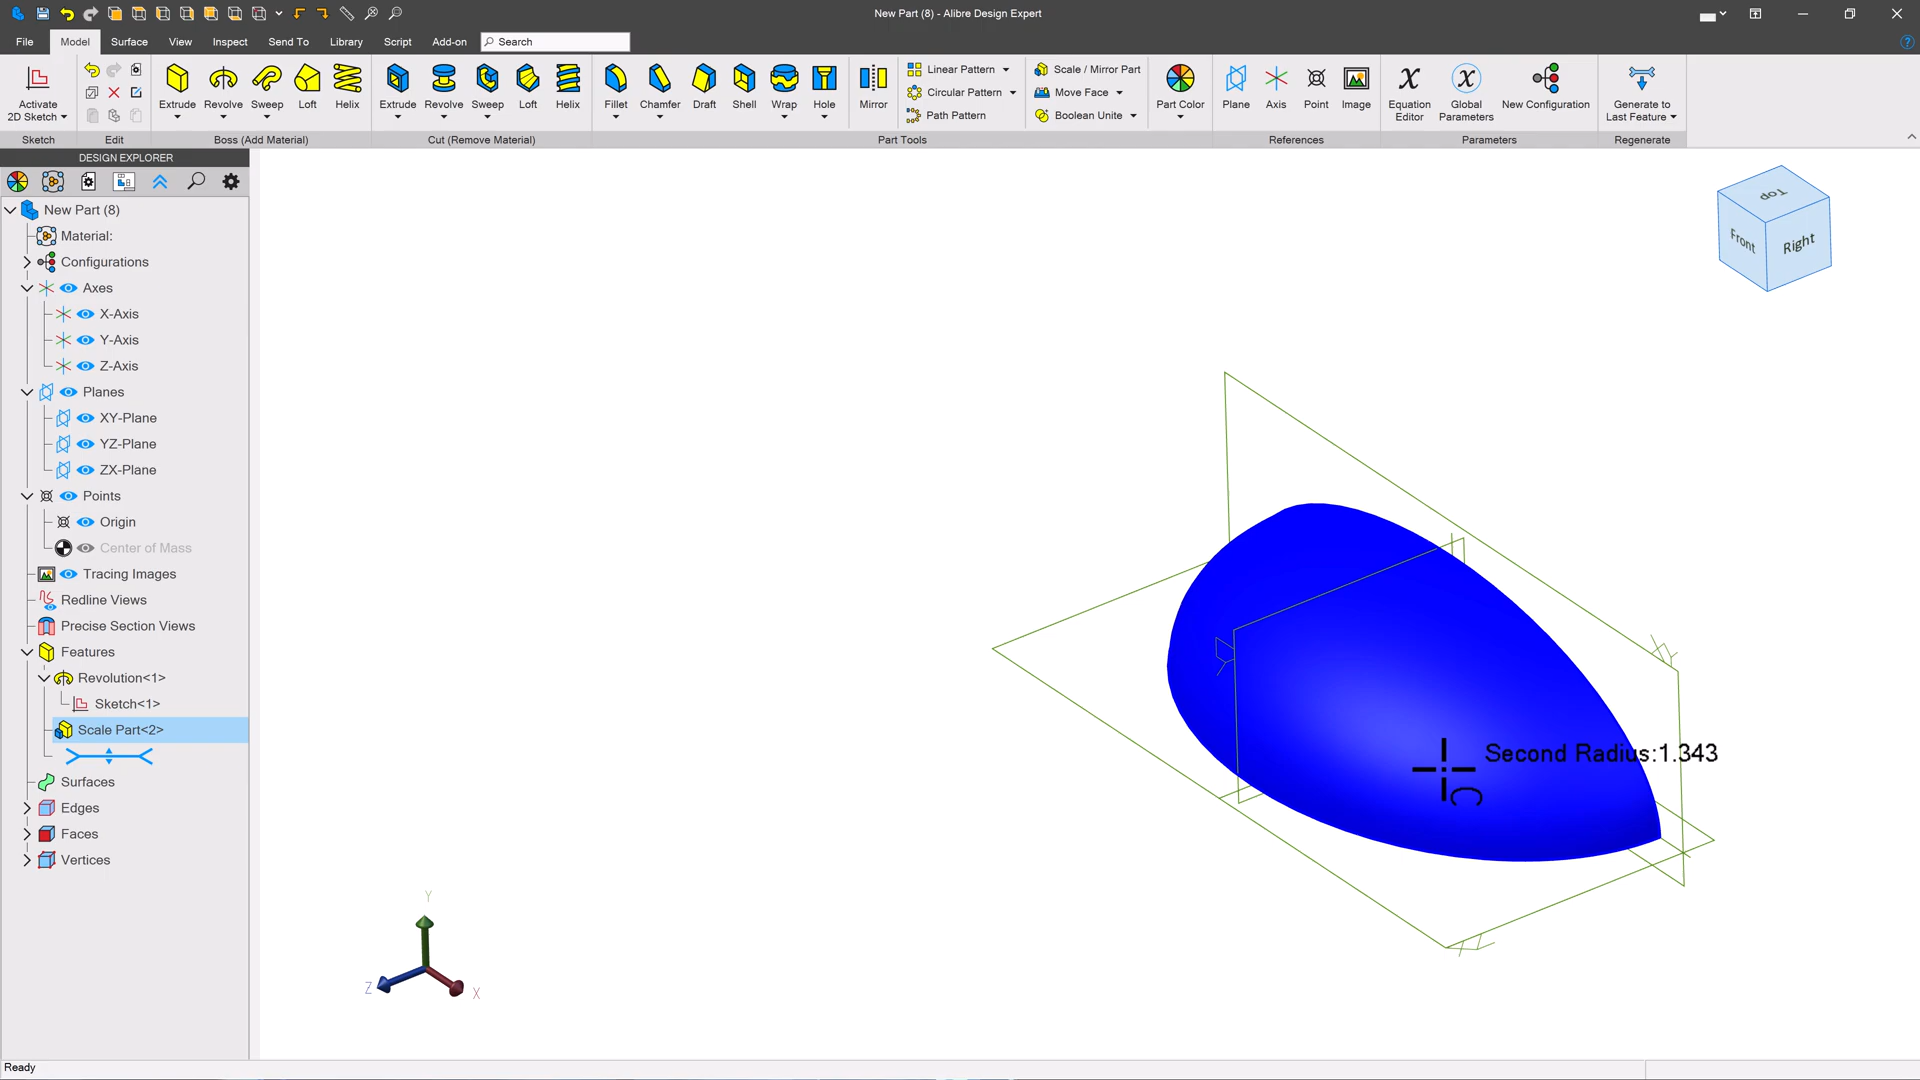 New Part (8) - Alibre Design Expert
File Model Surface View Inspect Send To Library Script Add-on Search
Activate 2D Sketch
Extrude Revolve Sweep Loft Helix
Extrude Revolve Sweep Loft Helix
Fillet Chamfer Draft Shell Wrap Hole
Mirror
Linear Pattern
Circular Pattern
Path Pattern
Scale / Mirror Part
Move Face
Boolean Unite
Part Color
Plane Axis Point Image
Equation Editor
Global Parameters
New Configuration
Generate to Last Feature
Sketch Edit Boss (Add Material) Cut (Remove Material) Part Tools References Parameters Regenerate
DESIGN EXPLORER
New Part (8)
Material:
Configurations
Axes
X-Axis
Y-Axis
Z-Axis
Planes
XY-Plane
YZ-Plane
ZX-Plane
Points
Origin
Center of Mass
Tracing Images
Redline Views
Precise Section Views
Features
Revolution<1>
Sketch<1>
Scale Part<2>
Surfaces
Edges
Faces
Vertices
Top
Front
Right
Second Radius:1.343
Y
Z
X
Ready